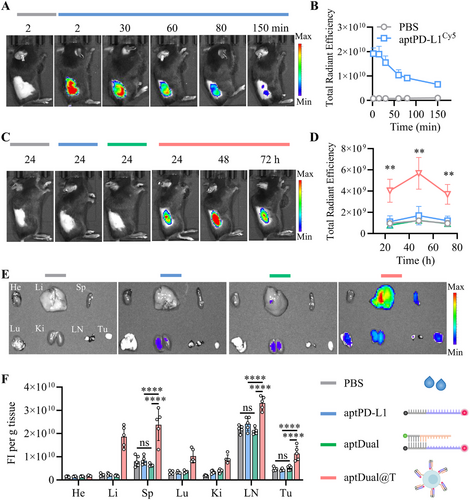 A
2 2 30 60 80 150 min
Max
Min
B
Total Radiant Efficiency
2×10¹⁰
1×10¹⁰
0
0 50 100 150
Time (min)
PBS
aptPD-L1Cy5
C
24 24 24 24 48 72 h
Max
Min
D
Total Radiant Efficiency
8×10⁹
6×10⁹
4×10⁹
2×10⁹
0
** ** **
20 40 60 80
Time (h)
E
He Li Sp
Lu Ki LN Tu
Max
Min
F
FI per g tissue
4×10¹⁰
3×10¹⁰
2×10¹⁰
1×10¹⁰
0
****
****
ns
****
****
ns
****
****
ns
He Li Sp Lu Ki LN Tu
PBS
aptPD-L1
aptDual
aptDual@T